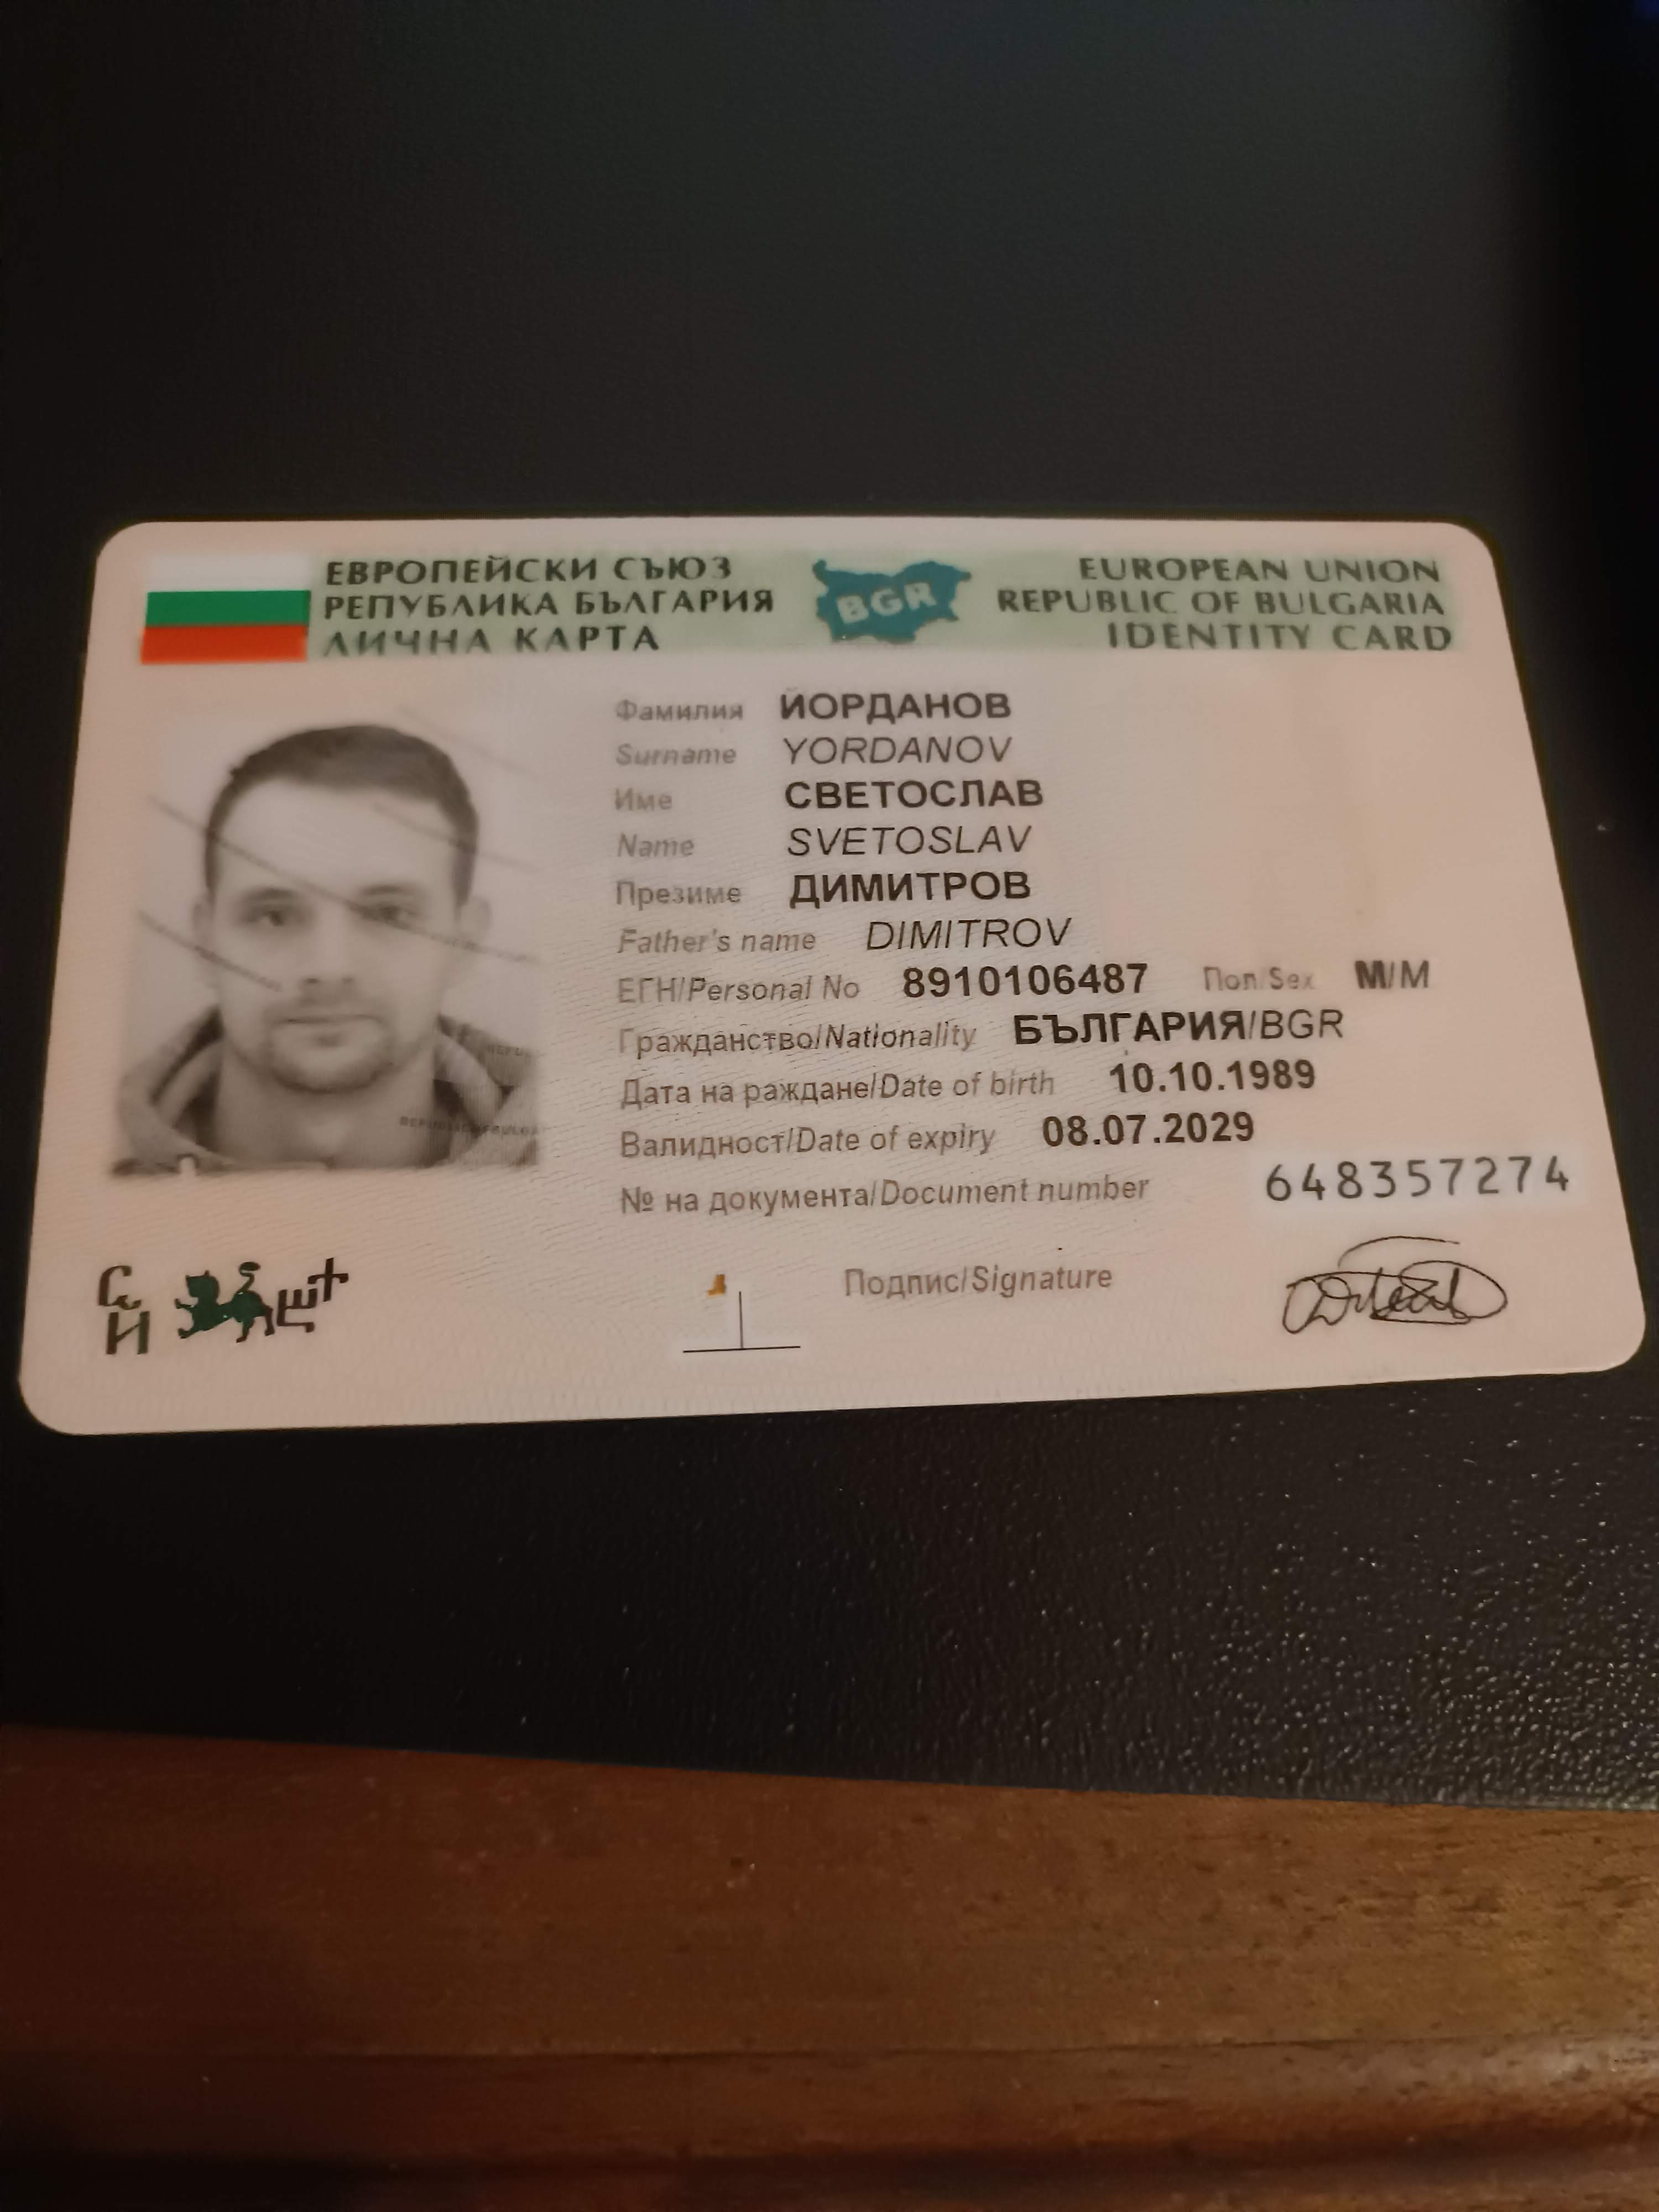 ЕВРОПЕЙСКИ СЪЮЗ
РЕПУБЛИКА БЪЛГАРИЯ
ЛИЧНА КАРТА
BGR
EUROPEAN UNION
REPUBLIC OF BULGARIA
IDENTITY CARD
Фамилия ЙОРДАНОВ
Surname YORDANOV
Име СВЕТОСЛАВ
Name SVETOSLAV
Презиме ДИМИТРОВ
Father's name DIMITROV
ЕГН/Personal No 8910106487 Пол/Sex М/M
Гражданство/Nationality БЪЛГАРИЯ/BGR
Дата на раждане/Date of birth 10.10.1989
Валидност/Date of expiry 08.07.2029
№ на документа/Document number 648357274
Подпис/Signature